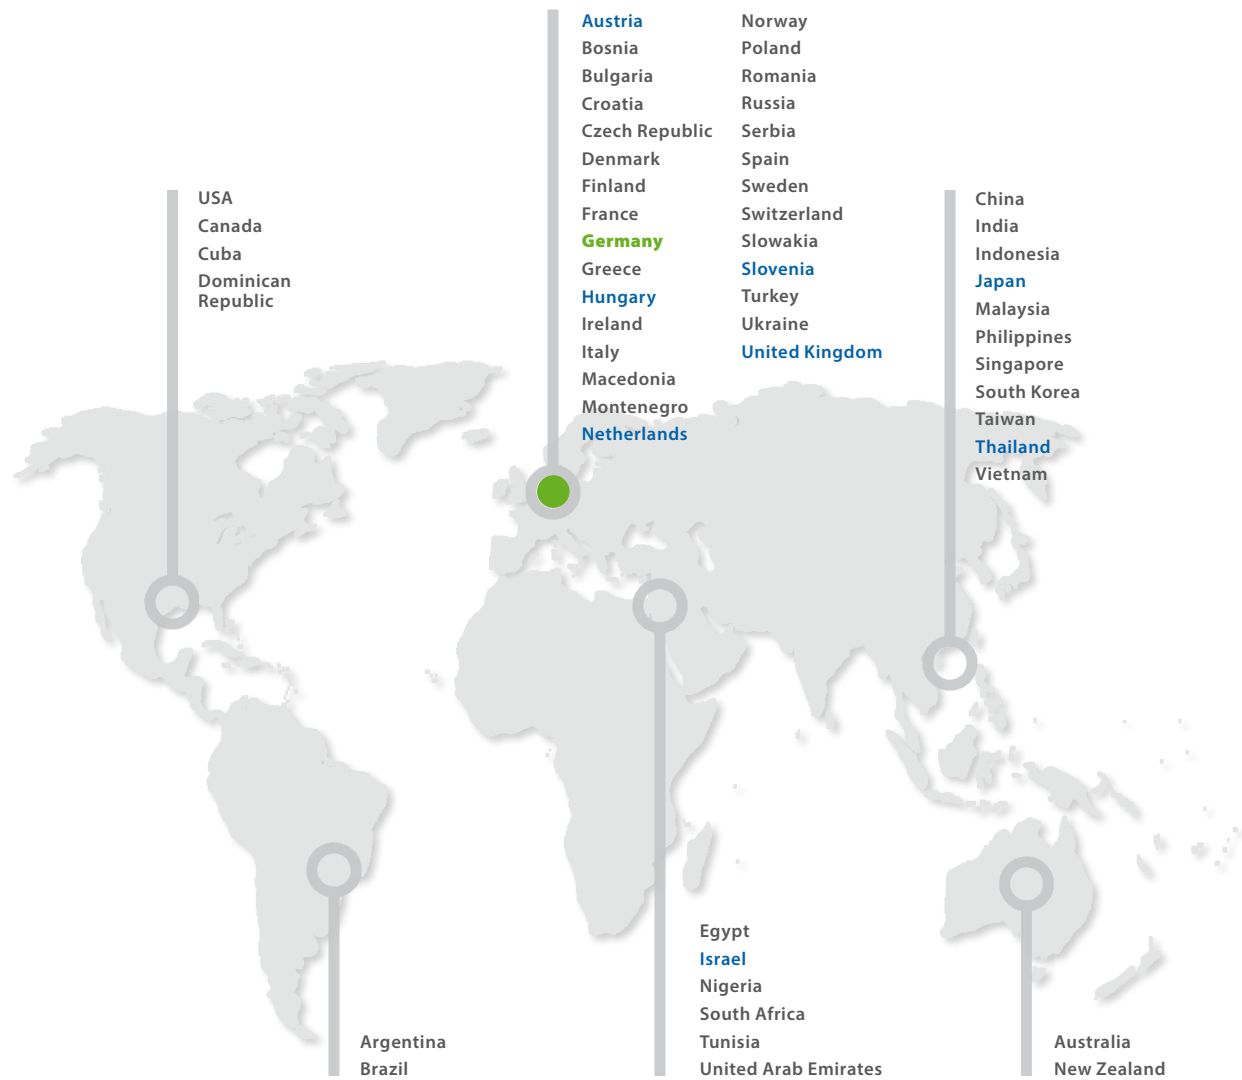 Austria
Bosnia
Bulgaria
Croatia
Czech Republic
Denmark
Finland
France
Germany
Greece
Hungary
Ireland
Italy
Macedonia
Montenegro
Netherlands
Norway
Poland
Romania
Russia
Serbia
Spain
Sweden
Switzerland
Slowakia
Slovenia
Turkey
Ukraine
United Kingdom
USA
Canada
Cuba
Dominican
Republic
China
India
Indonesia
Japan
Malaysia
Philippines
Singapore
South Korea
Taiwan
Thailand
Vietnam
Egypt
Israel
Nigeria
South Africa
Tunisia
United Arab Emirates
Argentina
Brazil
Australia
New Zealand